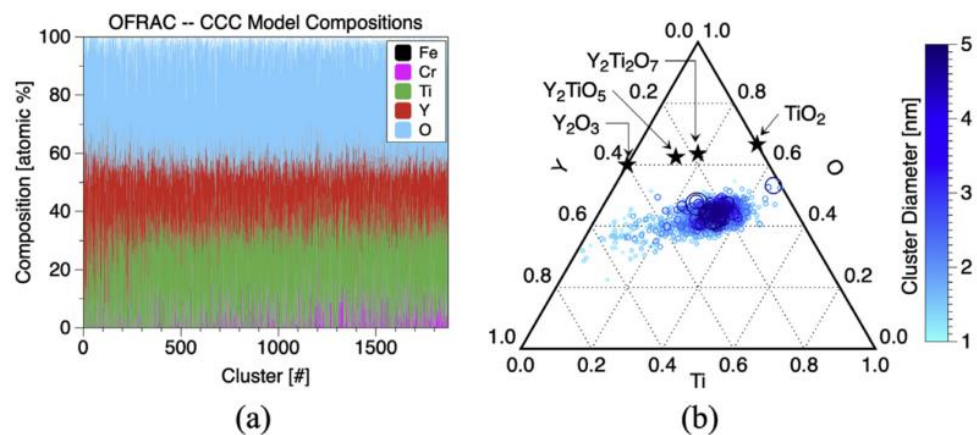 OFRAC -- CCC Model Compositions
Composition [atomic %]
100
80
60
40
20
0
Fe
Cr
Ti
Y
O
0
500
1000
1500
Cluster [#]
(a)
0.0
1.0
Y₂Ti₂O₇
Y₂TiO₅
Y₂O₃
TiO₂
0.2
0.8
0.4
0.6
Y
O
0.6
0.4
0.8
0.2
1.0
0.0
0.0
0.2
0.4
0.6
0.8
1.0
Ti
(b)
5
4
3
2
1
Cluster Diameter [nm]